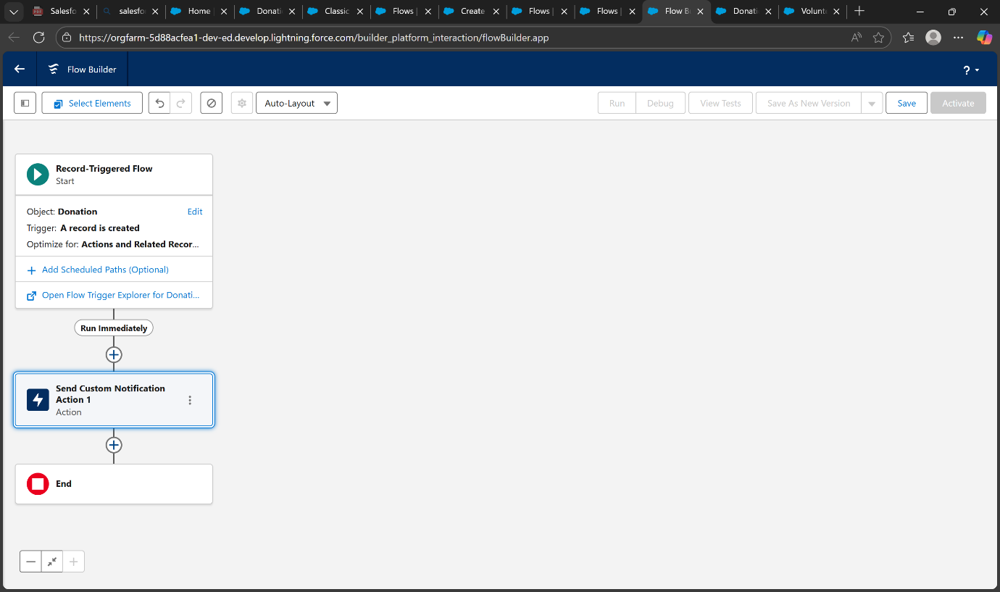 Salesfo
salesfo
Home
Donati
Classic
Flows
Create
Flows
Flows
Flow B
Donati
Volunt
https://orgfarm-5d88acfea1-dev-ed.develop.lightning.force.com/builder_platform_interaction/flowBuilder.app
Flow Builder
?
Select Elements
Auto-Layout
Run
Debug
View Tests
Save As New Version
Save
Activate
Record-Triggered Flow
Start
Object: Donation
Edit
Trigger: A record is created
Optimize for: Actions and Related Recor...
Add Scheduled Paths (Optional)
Open Flow Trigger Explorer for Donati...
Run Immediately
Send Custom Notification
Action 1
Action
End